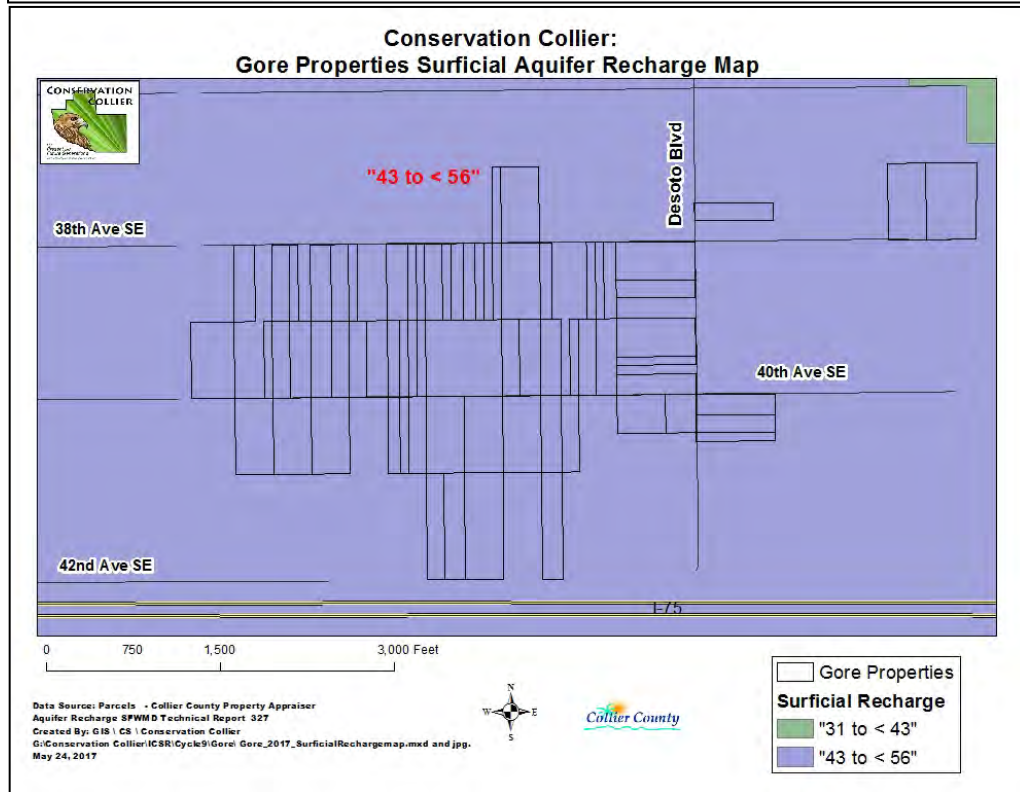 Conservation Collier:
Gore Properties Surficial Aquifer Recharge Map
CONSERVATION
COLLIER
"43 to < 56"
Desoto Blvd
38th Ave SE
40th Ave SE
42nd Ave SE
I-75
0 750 1,500 3,000 Feet
Data Source: Parcels - Collier County Property Appraiser
Aquifer Recharge SFWMD Technical Report 327
Created By: GIS \ CS \ Conservation Collier
G:\Conservation Collier\ICSR\Cycle9\Gore\ Gore_2017_SurficialRechargemap.mxd and jpg.
May 24, 2017
N
W E
S
Collier County
Gore Properties
Surficial Recharge
"31 to < 43"
"43 to < 56"